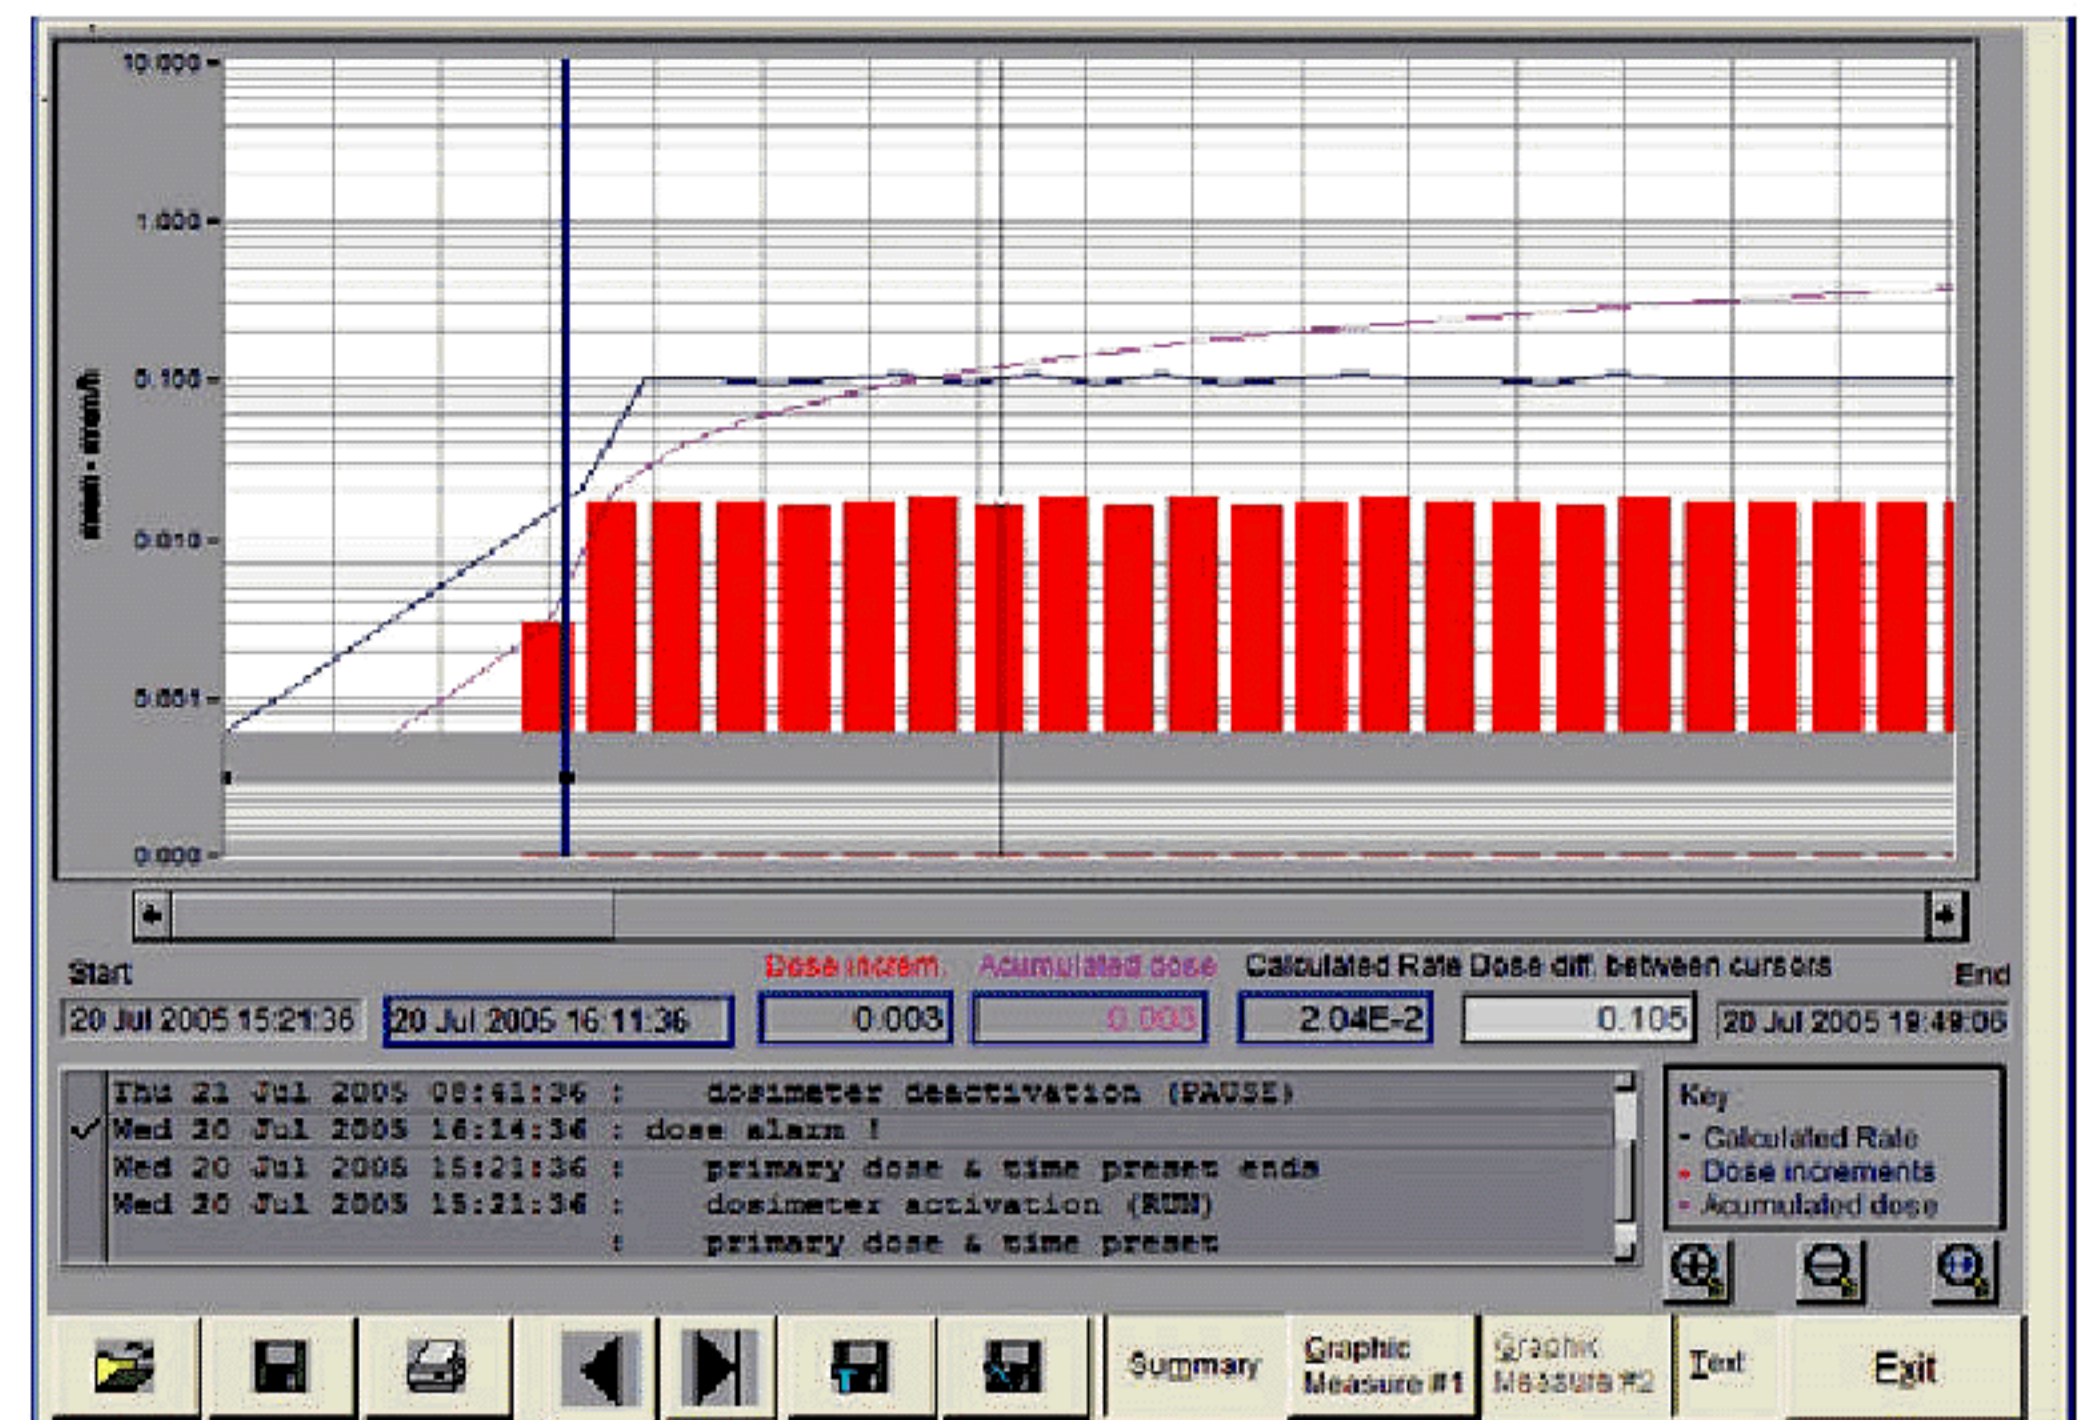 10.000
1.000
0.100
0.010
0.001
0.000
mrem - mrem/h
Start
Dose increm.
Acumulated dose
Calculated Rate
Dose diff. between cursors
End
20 Jul 2005 15:21:36
20 Jul 2005 16:11:36
0.003
0.003
2.04E-2
0.105
20 Jul 2005 19:49:06
Thu 21 Jul 2005 08:41:36 : dosimeter deactivation (PAUSE)
Wed 20 Jul 2005 16:14:36 : dose alarm !
Wed 20 Jul 2005 15:21:36 : primary dose & time preset ends
Wed 20 Jul 2005 15:21:36 : dosimeter activation (RUN)
: primary dose & time preset
Key:
- Calculated Rate
Dose increments
- Acumulated dose
T
Summary
Graphic
Measure #1
Graphic
Measure #2
Text
Exit